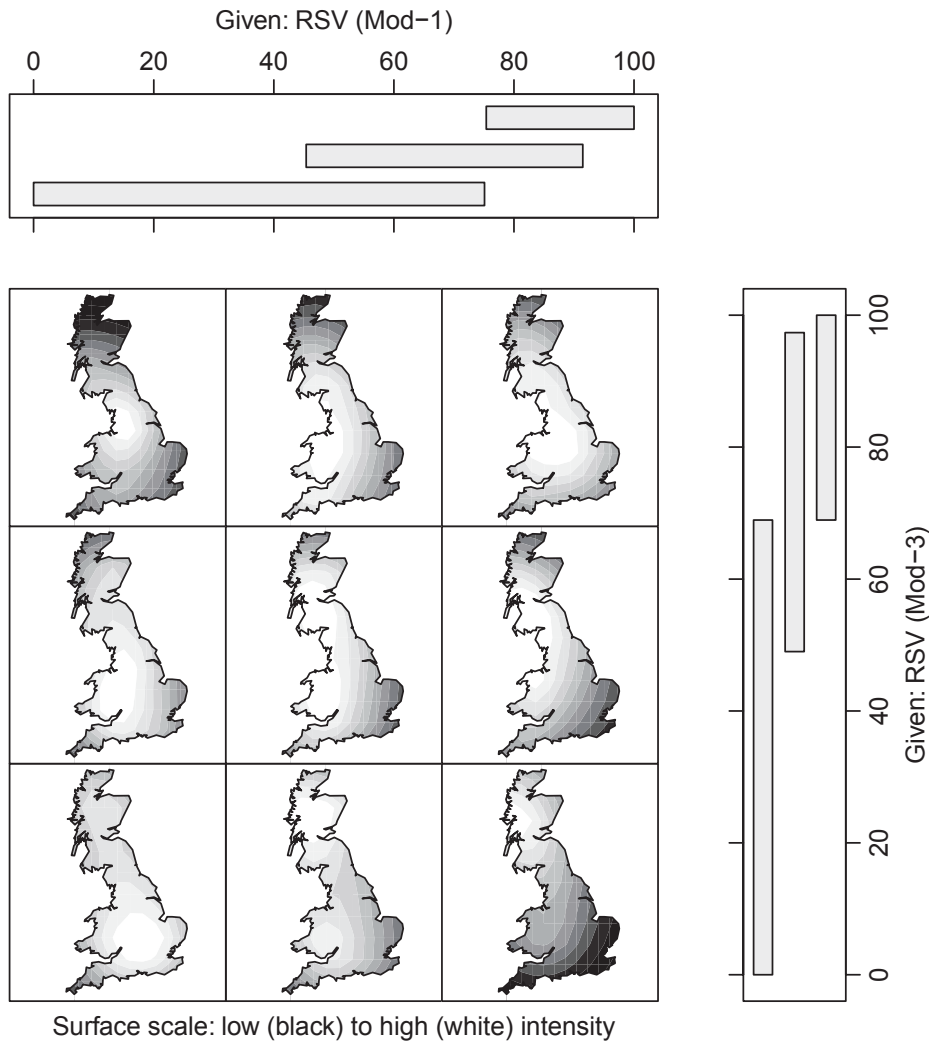 Given: RSV (Mod−1)
0 20 40 60 80 100
100
80
60
40
20
0
Given: RSV (Mod−3)
Surface scale: low (black) to high (white) intensity